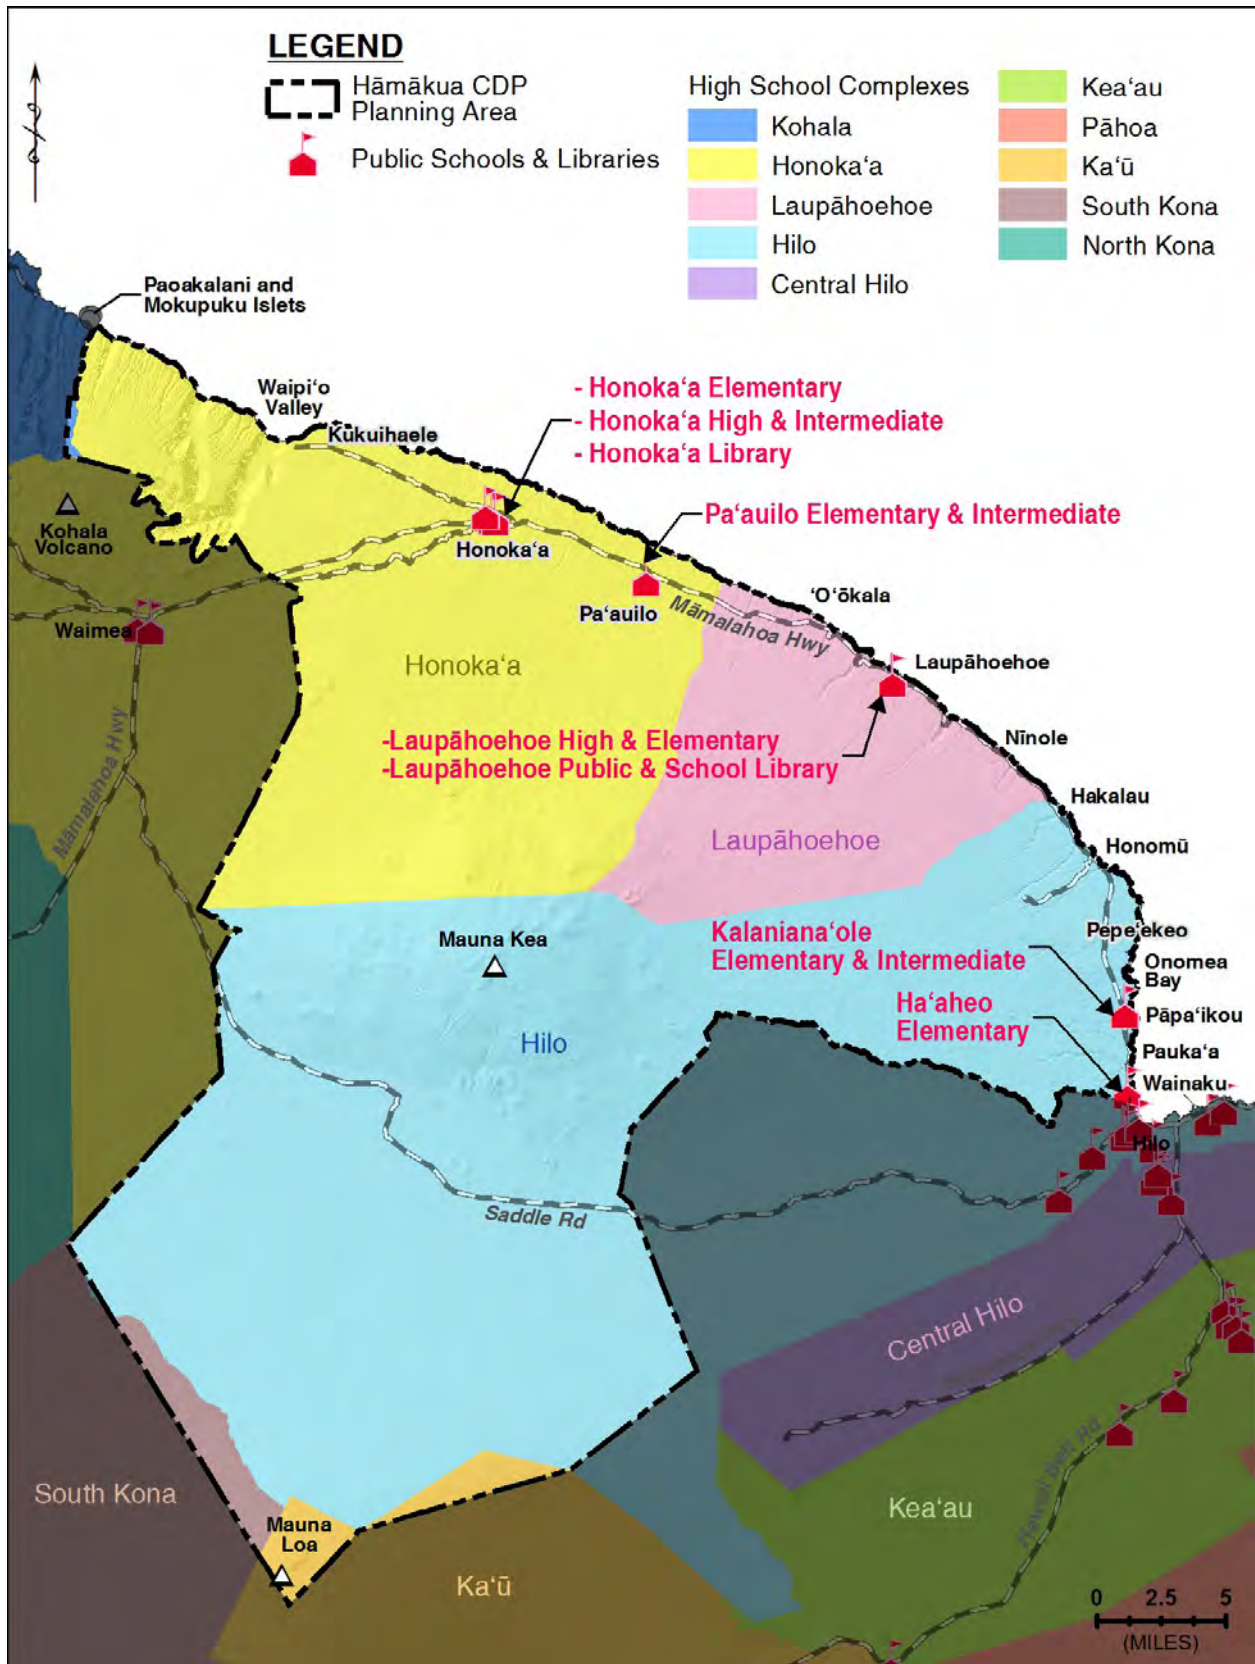 LEGEND
Hāmākua CDP
Planning Area
Public Schools & Libraries
High School Complexes
Kohala
Honoka‘a
Laupāhoehoe
Hilo
Central Hilo
Kea‘au
Pāhoa
Ka‘ū
South Kona
North Kona
Paoakalani and
Mokupuku Islets
Waipi‘o
Valley
Kukuihaele
- Honoka‘a Elementary
- Honoka‘a High & Intermediate
- Honoka‘a Library
Kohala
Volcano
Honoka‘a
Pa‘auilo Elementary & Intermediate
Pa‘auilo
Māmalahoa Hwy
‘O‘ōkala
Waimea
Honoka‘a
Laupāhoehoe
-Laupāhoehoe High & Elementary
-Laupāhoehoe Public & School Library
Nīnole
Māmalahoa Hwy
Hakalau
Laupāhoehoe
Honomū
Mauna Kea
Kalaniana‘ole
Elementary & Intermediate
Pepe‘ekeo
Onomea
Bay
Ha‘aheo
Elementary
Pāpa‘ikou
Hilo
Pauka‘a
Wainaku
Hilo
Saddle Rd
Central Hilo
South Kona
Mauna
Loa
Ka‘ū
Kea‘au
Hawaii Belt Rd
0 2.5 5
(MILES)